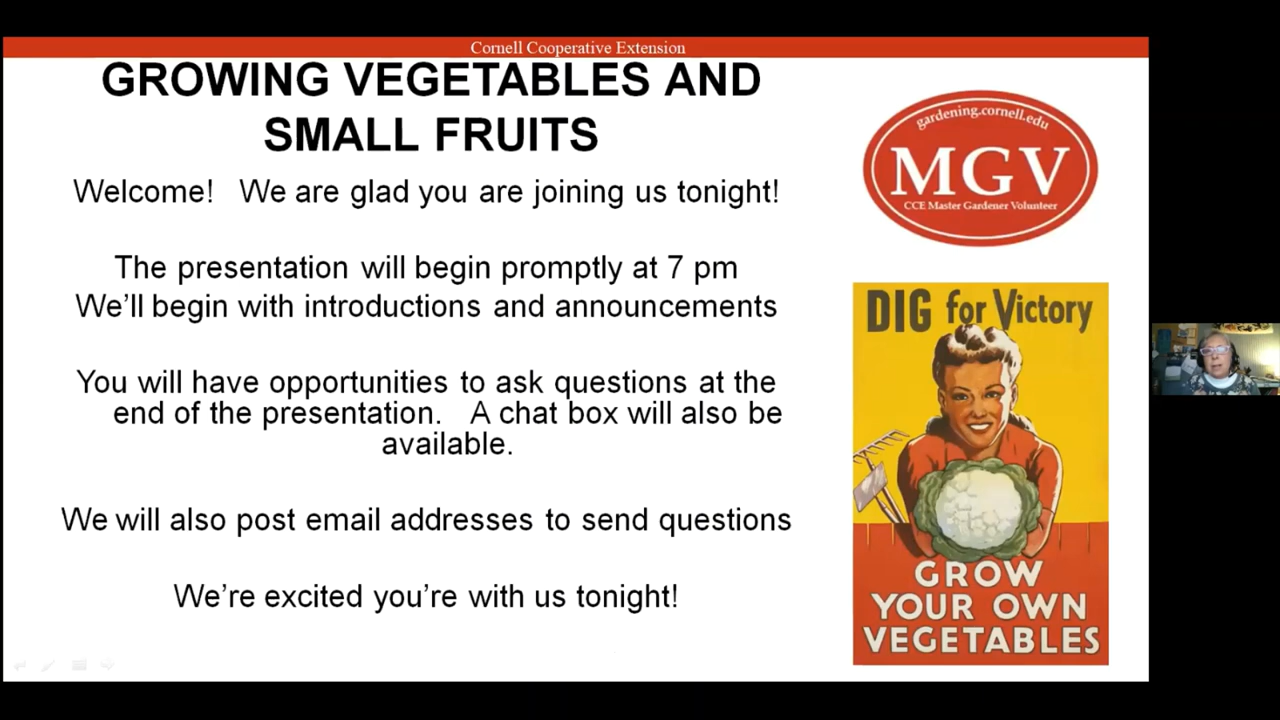 Cornell Cooperative Extension
GROWING VEGETABLES AND
SMALL FRUITS
Welcome! We are glad you are joining us tonight!
The presentation will begin promptly at 7 pm
We'll begin with introductions and announcements
You will have opportunities to ask questions at the
end of the presentation. A chat box will also be
available.
We will also post email addresses to send questions
We're excited you're with us tonight!
gardening.cornell.edu
MGV
CCE Master Gardener Volunteer
DIG for Victory
GROW
YOUR OWN
VEGETABLES